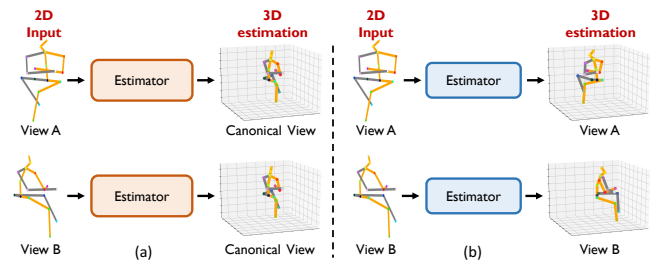 2D
Input
3D
estimation
Estimator
View A
Canonical View
Estimator
View B
(a)
Canonical View
2D
Input
3D
estimation
Estimator
View A
View A
Estimator
View B
(b)
View B